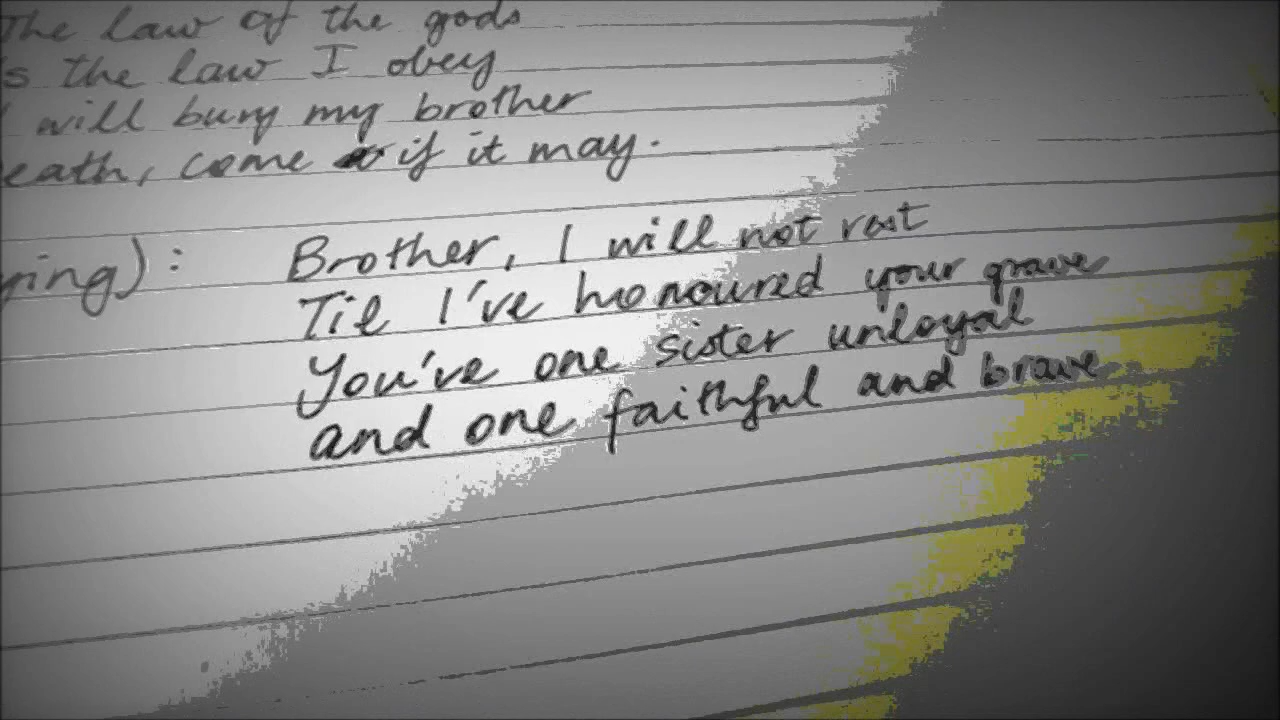 The law of the gods
s the law I obey
will bury my brother
eath, come if it may.
ying): Brother, I will not rest
Til I've honoured your grave
You've one sister unloyal
and one faithful and brave